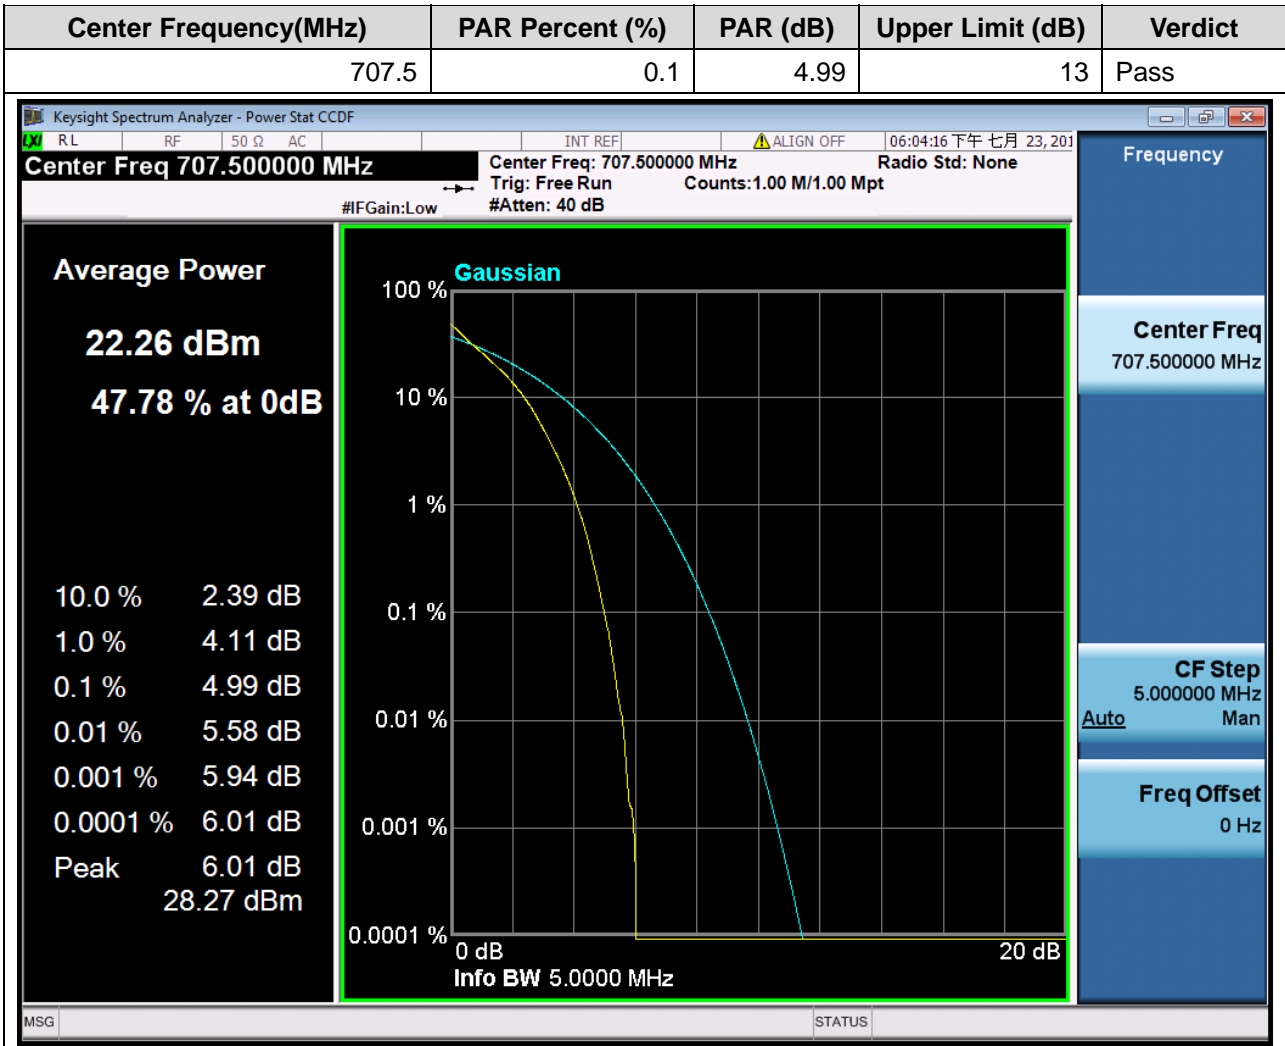 Center Frequency(MHz) PAR Percent (%) PAR (dB) Upper Limit (dB) Verdict
707.5 0.1 4.99 13 Pass
Keysight Spectrum Analyzer - Power Stat CCDF
LXI RL RF 50 Ω AC INT REF ALIGN OFF 06:04:16 下午 七月 23, 201
Center Freq 707.500000 MHz
Center Freq: 707.500000 MHz Radio Std: None
Trig: Free Run Counts:1.00 M/1.00 Mpt
#IFGain:Low #Atten: 40 dB
Average Power
22.26 dBm
47.78 % at 0dB
10.0 % 2.39 dB
1.0 % 4.11 dB
0.1 % 4.99 dB
0.01 % 5.58 dB
0.001 % 5.94 dB
0.0001 % 6.01 dB
Peak 6.01 dB
28.27 dBm
Gaussian
100 %
10 %
1 %
0.1 %
0.01 %
0.001 %
0.0001 %
0 dB 20 dB
Info BW 5.0000 MHz
Frequency
Center Freq
707.500000 MHz
CF Step
5.000000 MHz
Auto Man
Freq Offset
0 Hz
MSG STATUS